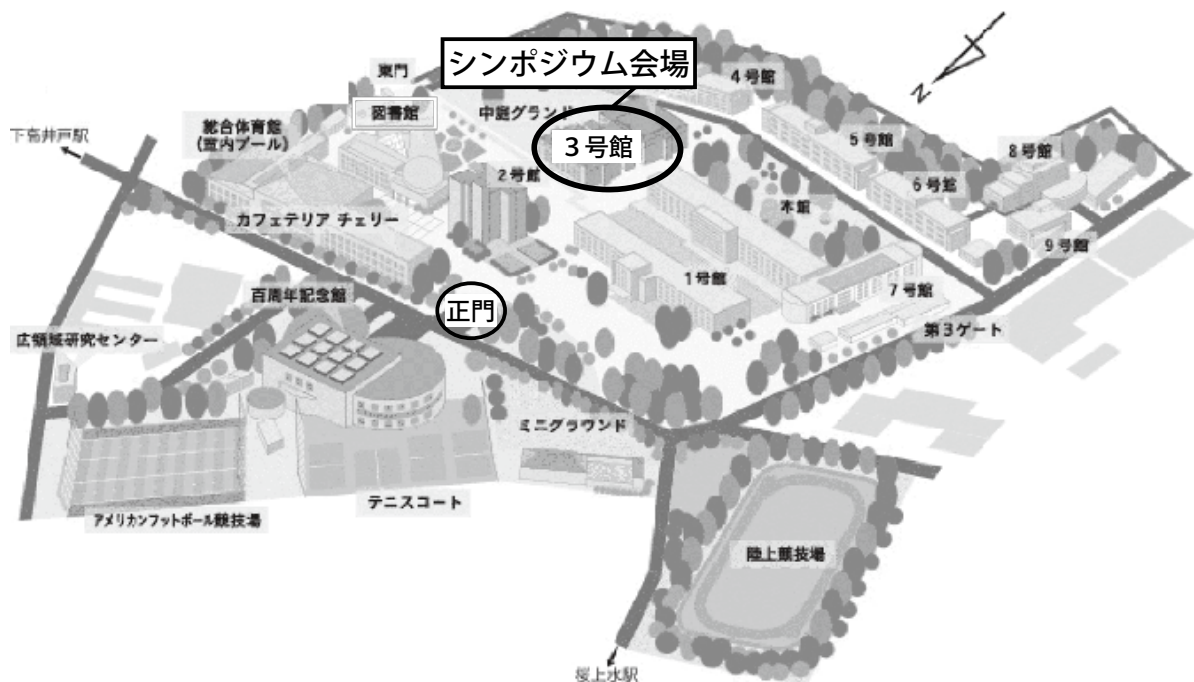 シンポジウム会場
東門
4号館
図書館
中庭グランド
総合体育館
(室内プール)
下高井戸駅
3号館
5号館
8号館
2号館
6号館
本館
カフェテリア チェリー
9号館
1号館
7号館
百周年記念館
正門
広領域研究センター
第3ゲート
ミニグラウンド
テニスコート
アメリカンフットボール競技場
陸上競技場
桜上水駅
N